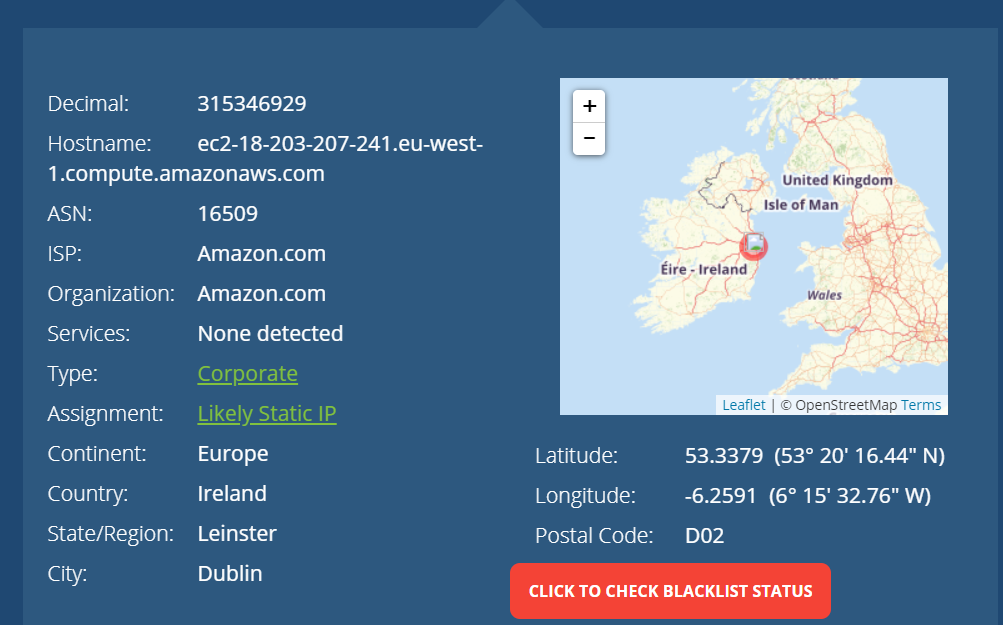 Decimal: 315346929
Hostname: ec2-18-203-207-241.eu-west-
1.compute.amazonaws.com
ASN: 16509
ISP: Amazon.com
Organization: Amazon.com
Services: None detected
Type: Corporate
Assignment: Likely Static IP
Continent: Europe
Country: Ireland
State/Region: Leinster
City: Dublin
+
−
United Kingdom
Isle of Man
Éire - Ireland
Wales
Leaflet | © OpenStreetMap Terms
Latitude: 53.3379 (53° 20' 16.44" N)
Longitude: -6.2591 (6° 15' 32.76" W)
Postal Code: D02
CLICK TO CHECK BLACKLIST STATUS